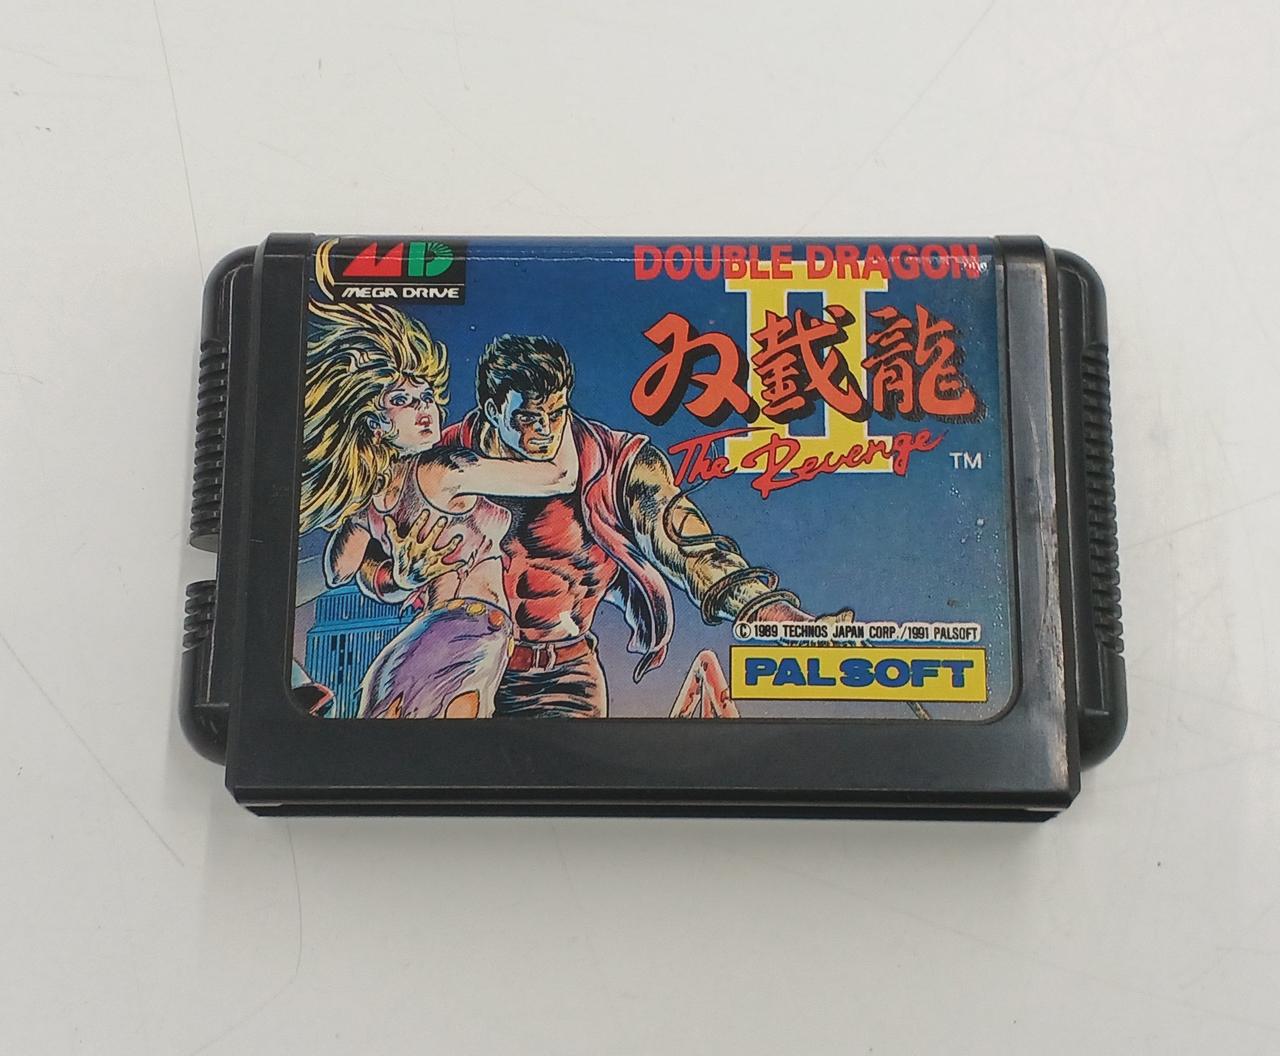 MD
MEGA DRIVE
DOUBLE DRAGON
II
双截龍
The Revenge
TM
© 1989 TECHNOS JAPAN CORP./1991 PALSOFT
PALSOFT